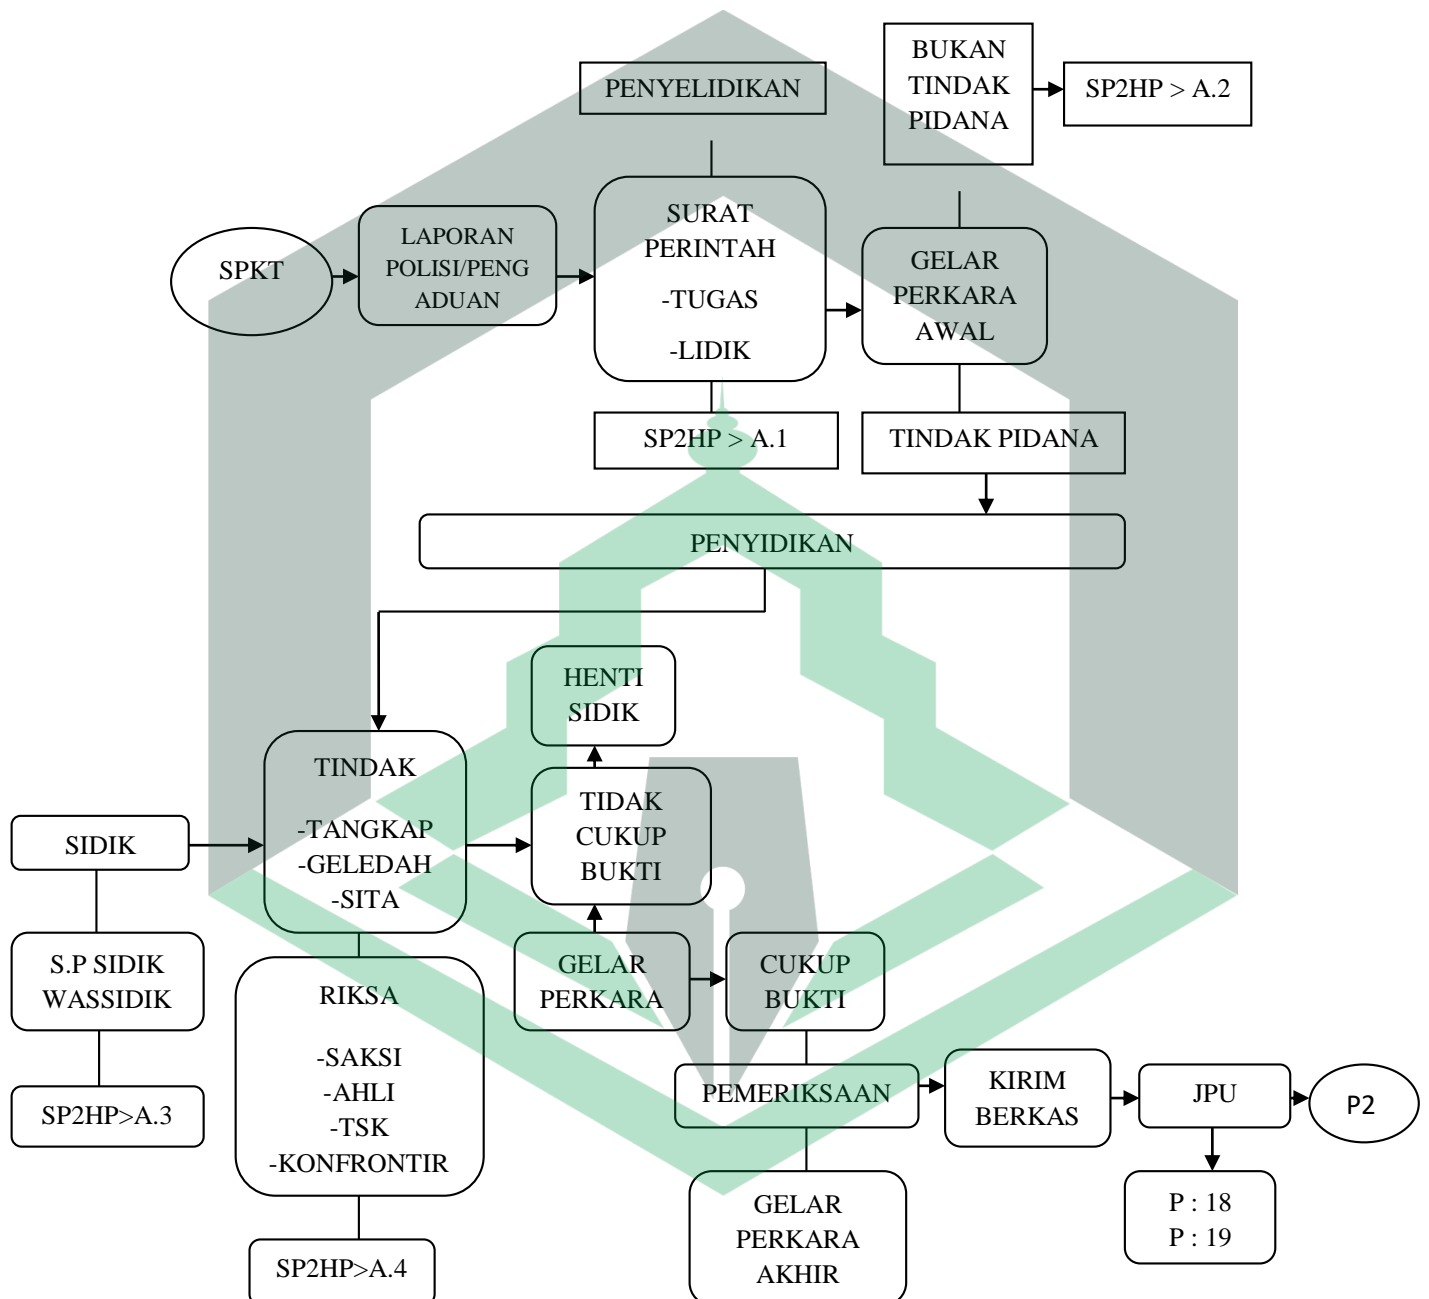 PENYELIDIKAN
BUKAN
TINDAK
PIDANA
SP2HP > A.2
SPKT
LAPORAN
POLISI/PENG
ADUAN
SURAT
PERINTAH
-TUGAS
-LIDIK
GELAR
PERKARA
AWAL
SP2HP > A.1
TINDAK PIDANA
PENYIDIKAN
HENTI
SIDIK
TINDAK
-TANGKAP
-GELEDAH
-SITA
TIDAK
CUKUP
BUKTI
SIDIK
S.P SIDIK
WASSIDIK
SP2HP>A.3
RIKSA
-SAKSI
-AHLI
-TSK
-KONFRONTIR
SP2HP>A.4
GELAR
PERKARA
CUKUP
BUKTI
PEMERIKSAAN
KIRIM
BERKAS
JPU
P2
P : 18
P : 19
GELAR
PERKARA
AKHIR